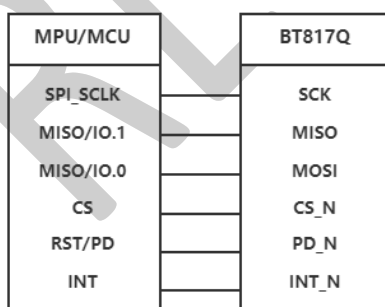 MPU/MCU BT817Q
SPI_SCLK SCK
MISO/IO.1 MISO
MISO/IO.0 MOSI
CS CS_N
RST/PD PD_N
INT INT_N